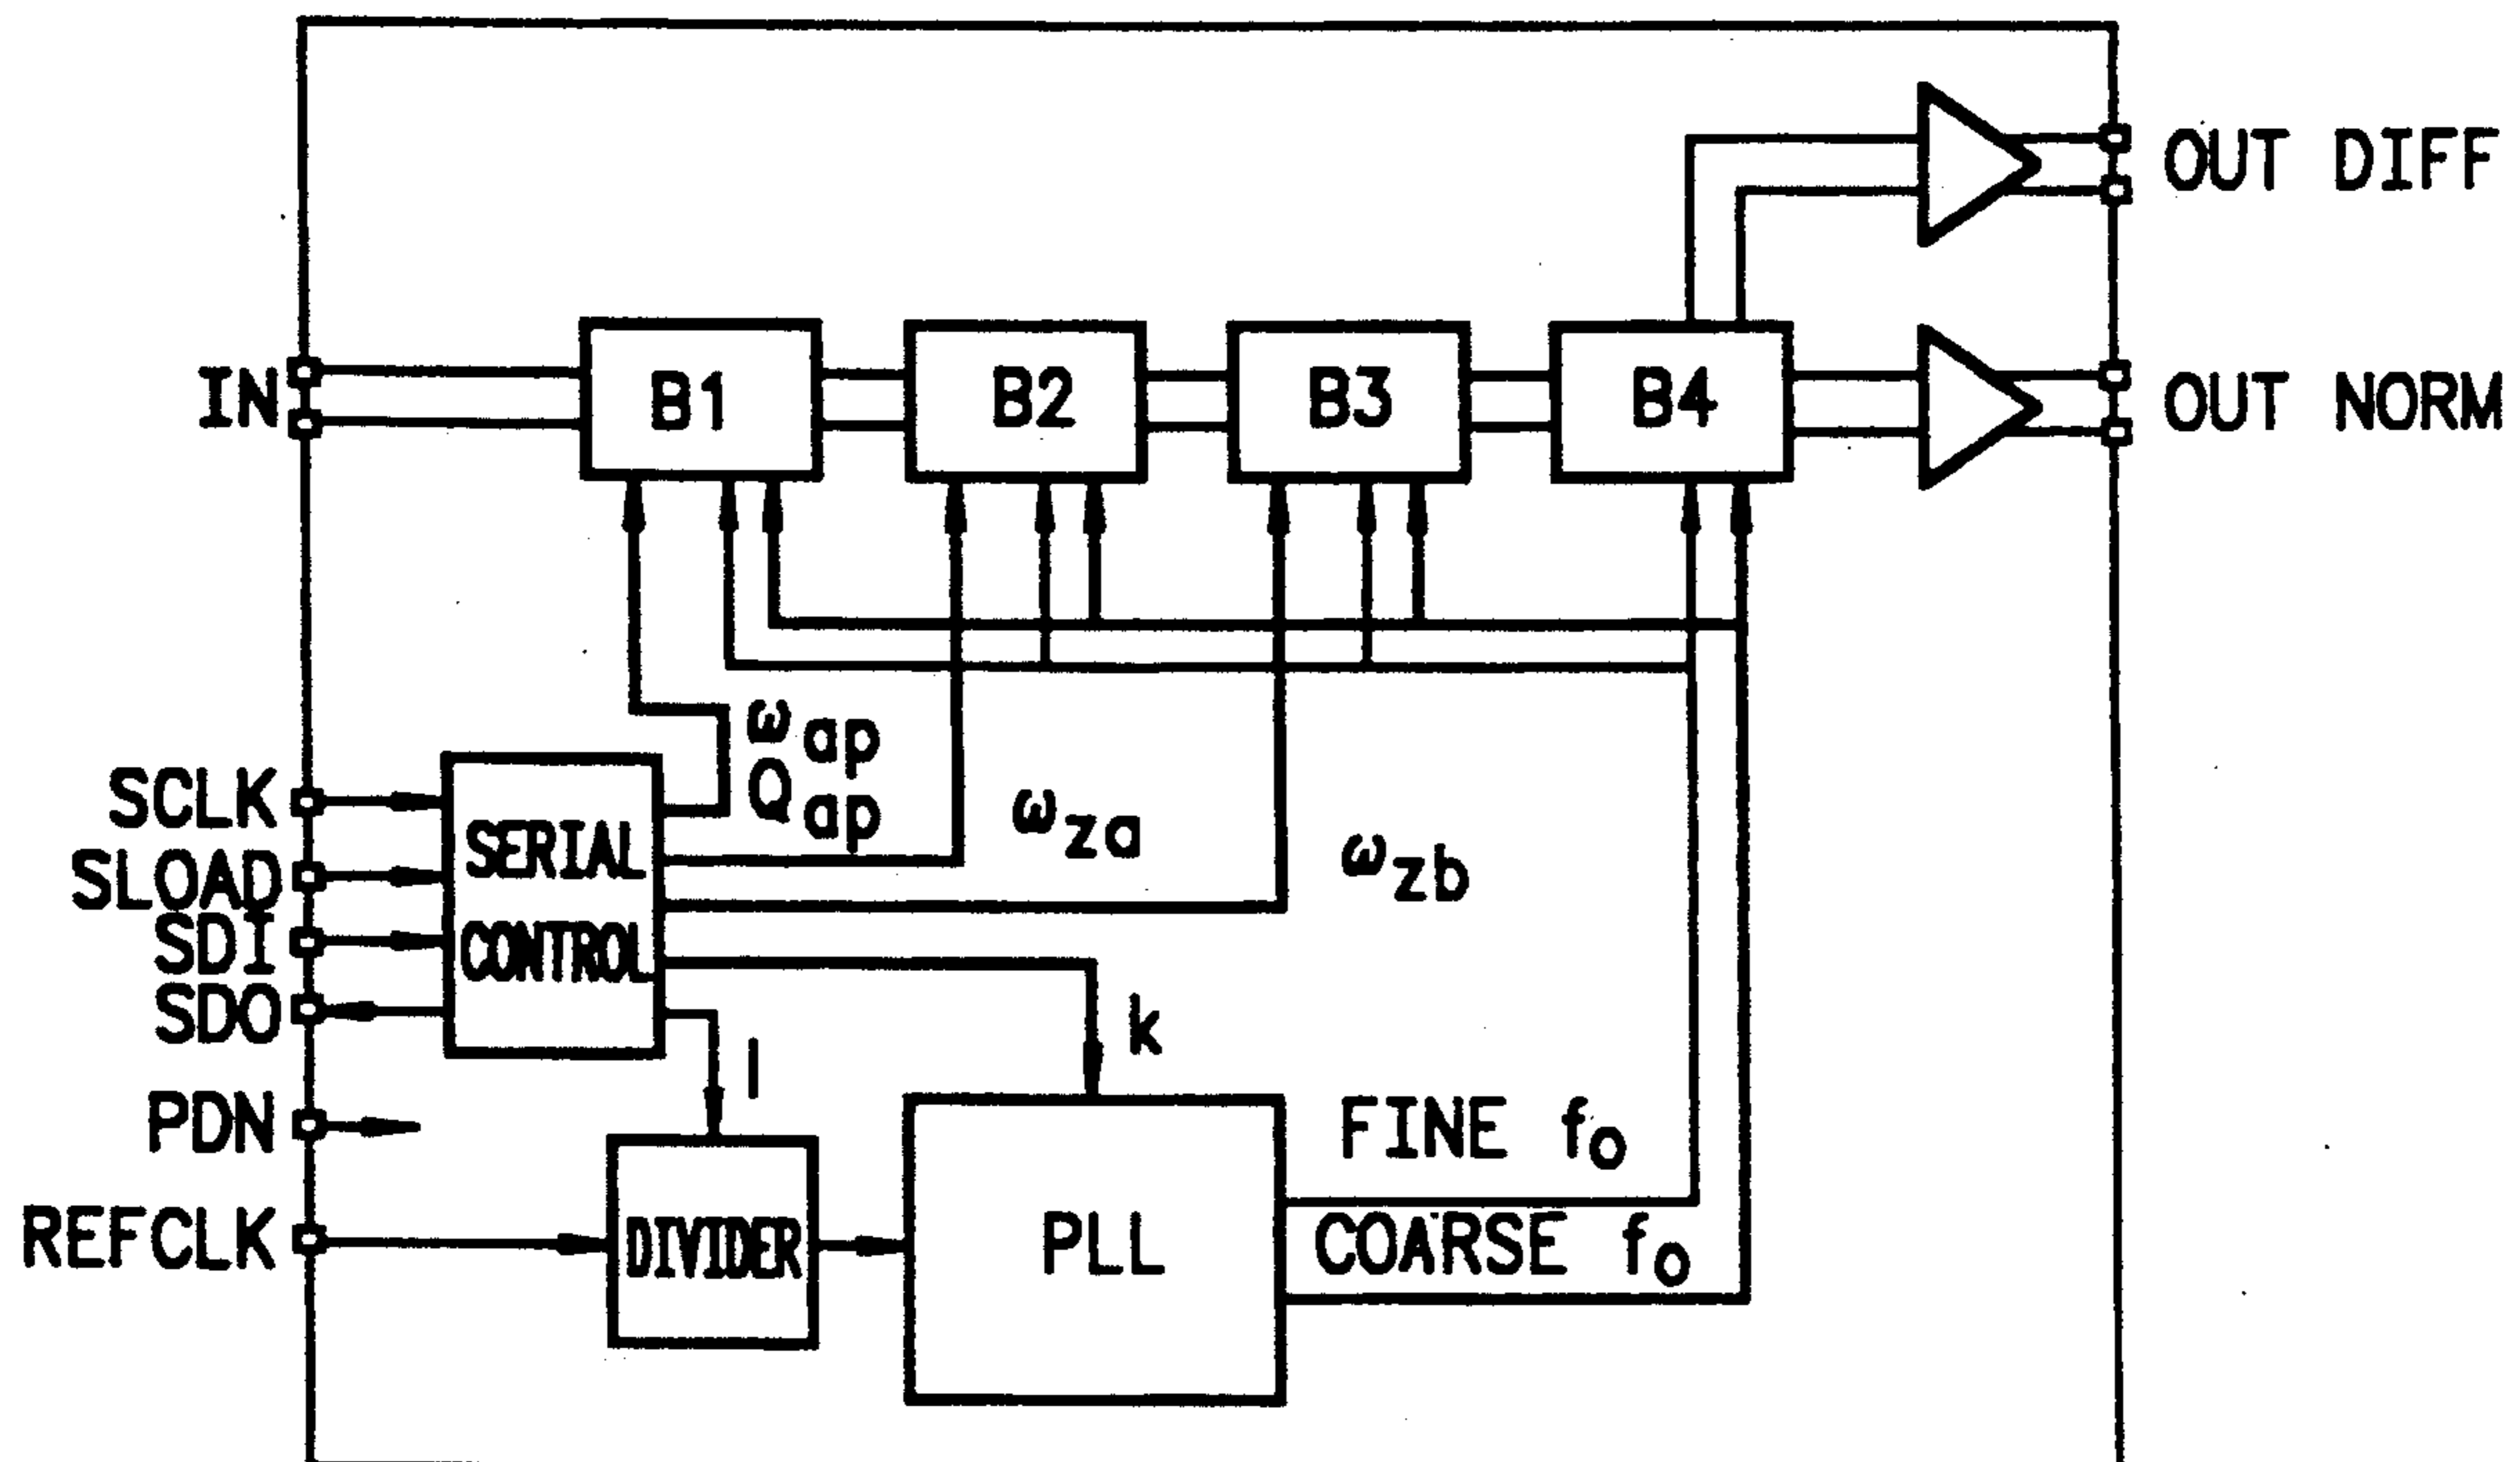 OUT DIFF
IN
B1
B2
B3
B4
OUT NORM
ωap
Qap
ωza
ωzb
SCLK
SLOAD
SDI
SDO
SERIAL
CONTROL
k
l
PDN
REFCLK
DIVIDER
PLL
FINE fo
COARSE fo